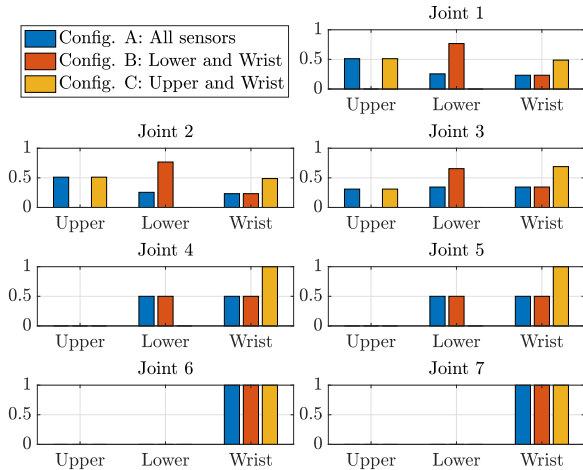 Config. A: All sensors
Config. B: Lower and Wrist
Config. C: Upper and Wrist
Joint 1
1
0.5
0
Upper Lower Wrist
Joint 2
1
0.5
0
Upper Lower Wrist
Joint 3
1
0.5
0
Upper Lower Wrist
Joint 4
1
0.5
0
Upper Lower Wrist
Joint 5
1
0.5
0
Upper Lower Wrist
Joint 6
1
0.5
0
Upper Lower Wrist
Joint 7
1
0.5
0
Upper Lower Wrist